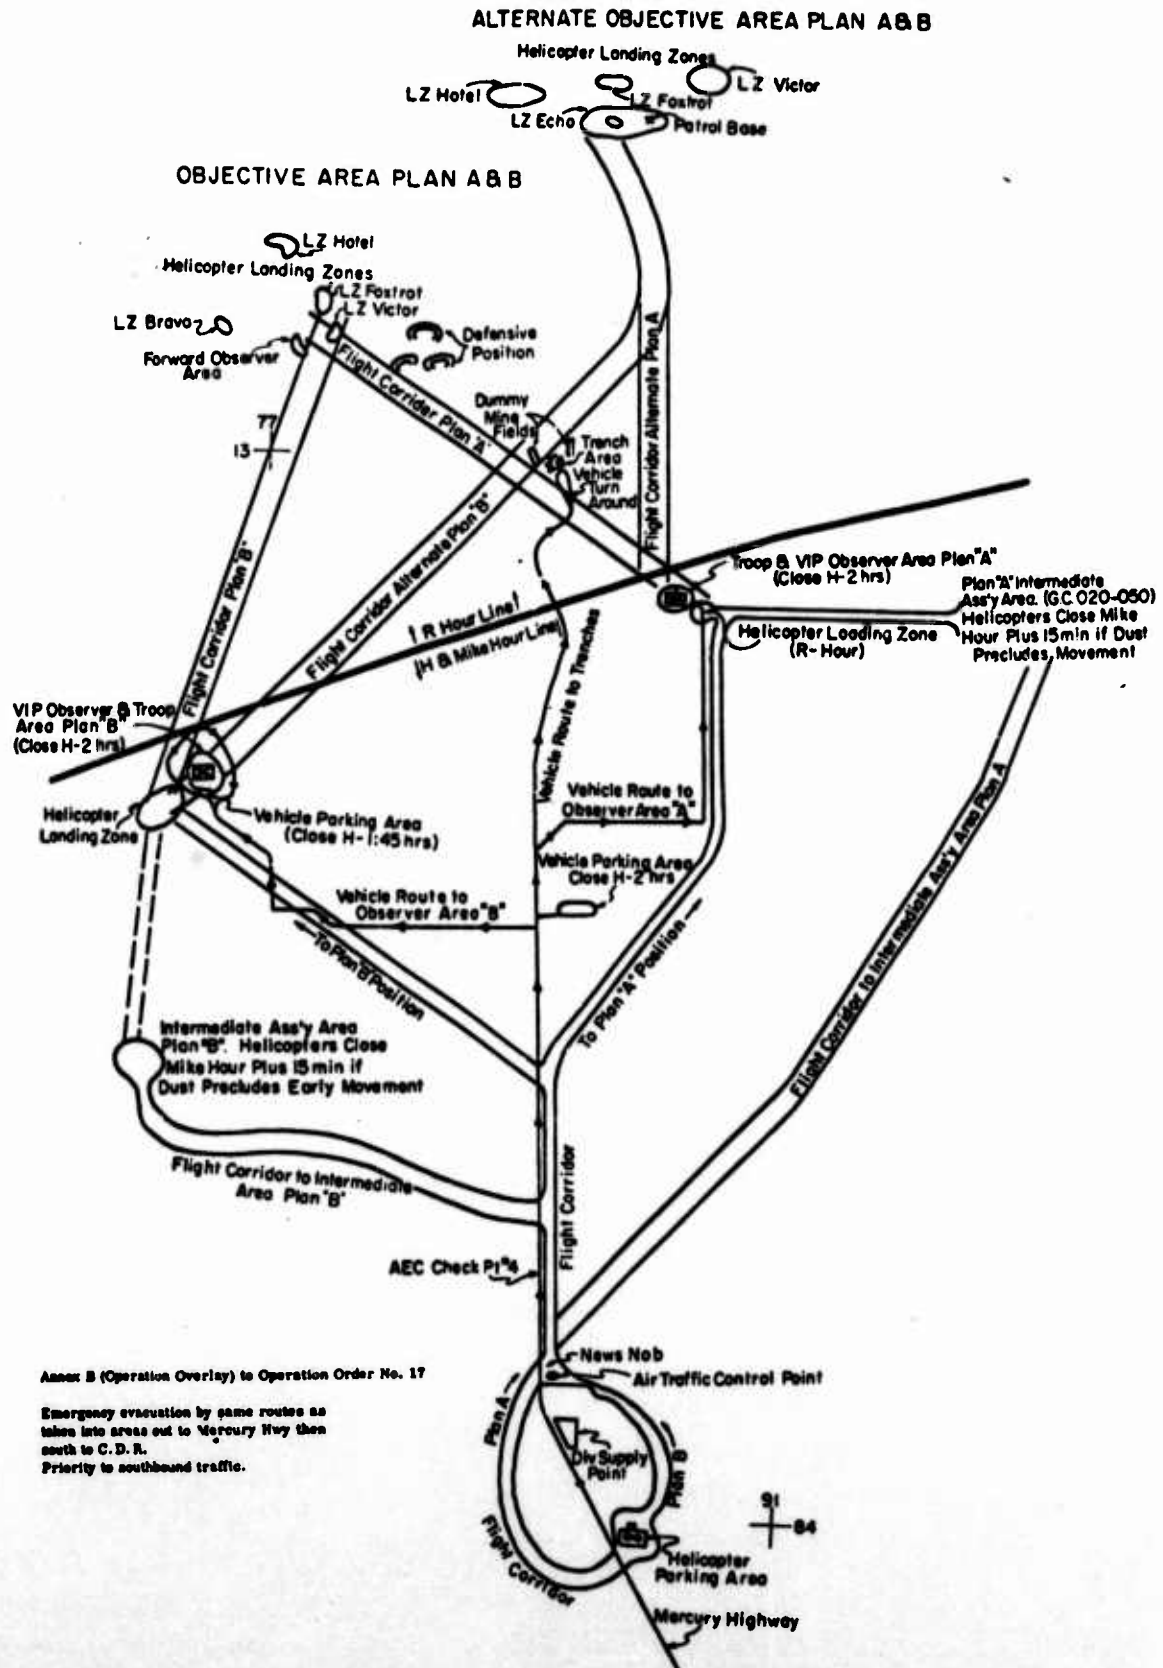 ALTERNATE OBJECTIVE AREA PLAN A&B
Helicopter Landing Zones
LZ Hotel
LZ Victor
LZ Foxtrot
LZ Echo
Patrol Base
OBJECTIVE AREA PLAN A&B
LZ Hotel
Helicopter Landing Zones
LZ Foxtrot
LZ Victor
LZ Bravo
Forward Observer
Area
Defensive
Position
Flight Corridor Plan "A"
Dummy
Mine
Fields
Trench
Area
Vehicle
Turn
Around
77
13
Flight Corridor Alternate Plan A
Flight Corridor Plan "B"
Flight Corridor Alternate Plan "B"
R Hour Line
H & Mike Hour Line
Troop & VIP Observer Area Plan "A"
(Close H-2 hrs)
Plan "A" Intermediate
Ass'y Area. (G.C. 020-050)
Helicopters Close Mike
Hour Plus 15min if Dust
Precludes, Movement
Helicopter Loading Zone
(R-Hour)
Vehicle Route to Trenches
VIP Observer & Troop
Area Plan "B"
(Close H-2 hrs)
Helicopter
Landing Zone
Vehicle Parking Area
(Close H-1:45hrs)
Vehicle Route to
Observer Area "A"
Vehicle Parking Area
Close H-2 hrs
Vehicle Route to
Observer Area "B"
To Plan "B" Position
To Plan "A" Position
Flight Corridor to Intermediate Ass'y Area Plan A
Intermediate Ass'y Area
Plan "B". Helicopters Close
Mike Hour Plus 15 min if
Dust Precludes Early Movement
Flight Corridor to Intermediate
Area Plan "B"
Flight Corridor
AEC Check Pt #4
News Nob
Air Traffic Control Point
Annex B (Operation Overlay) to Operation Order No. 17
Emergency evacuation by same routes as
taken into areas out to Mercury Hwy then
south to C.D.R.
Priority to southbound traffic.
Plan A
Div Supply
Point
Plan B
Flight Corridor
91
84
Helicopter
Parking Area
Mercury Highway